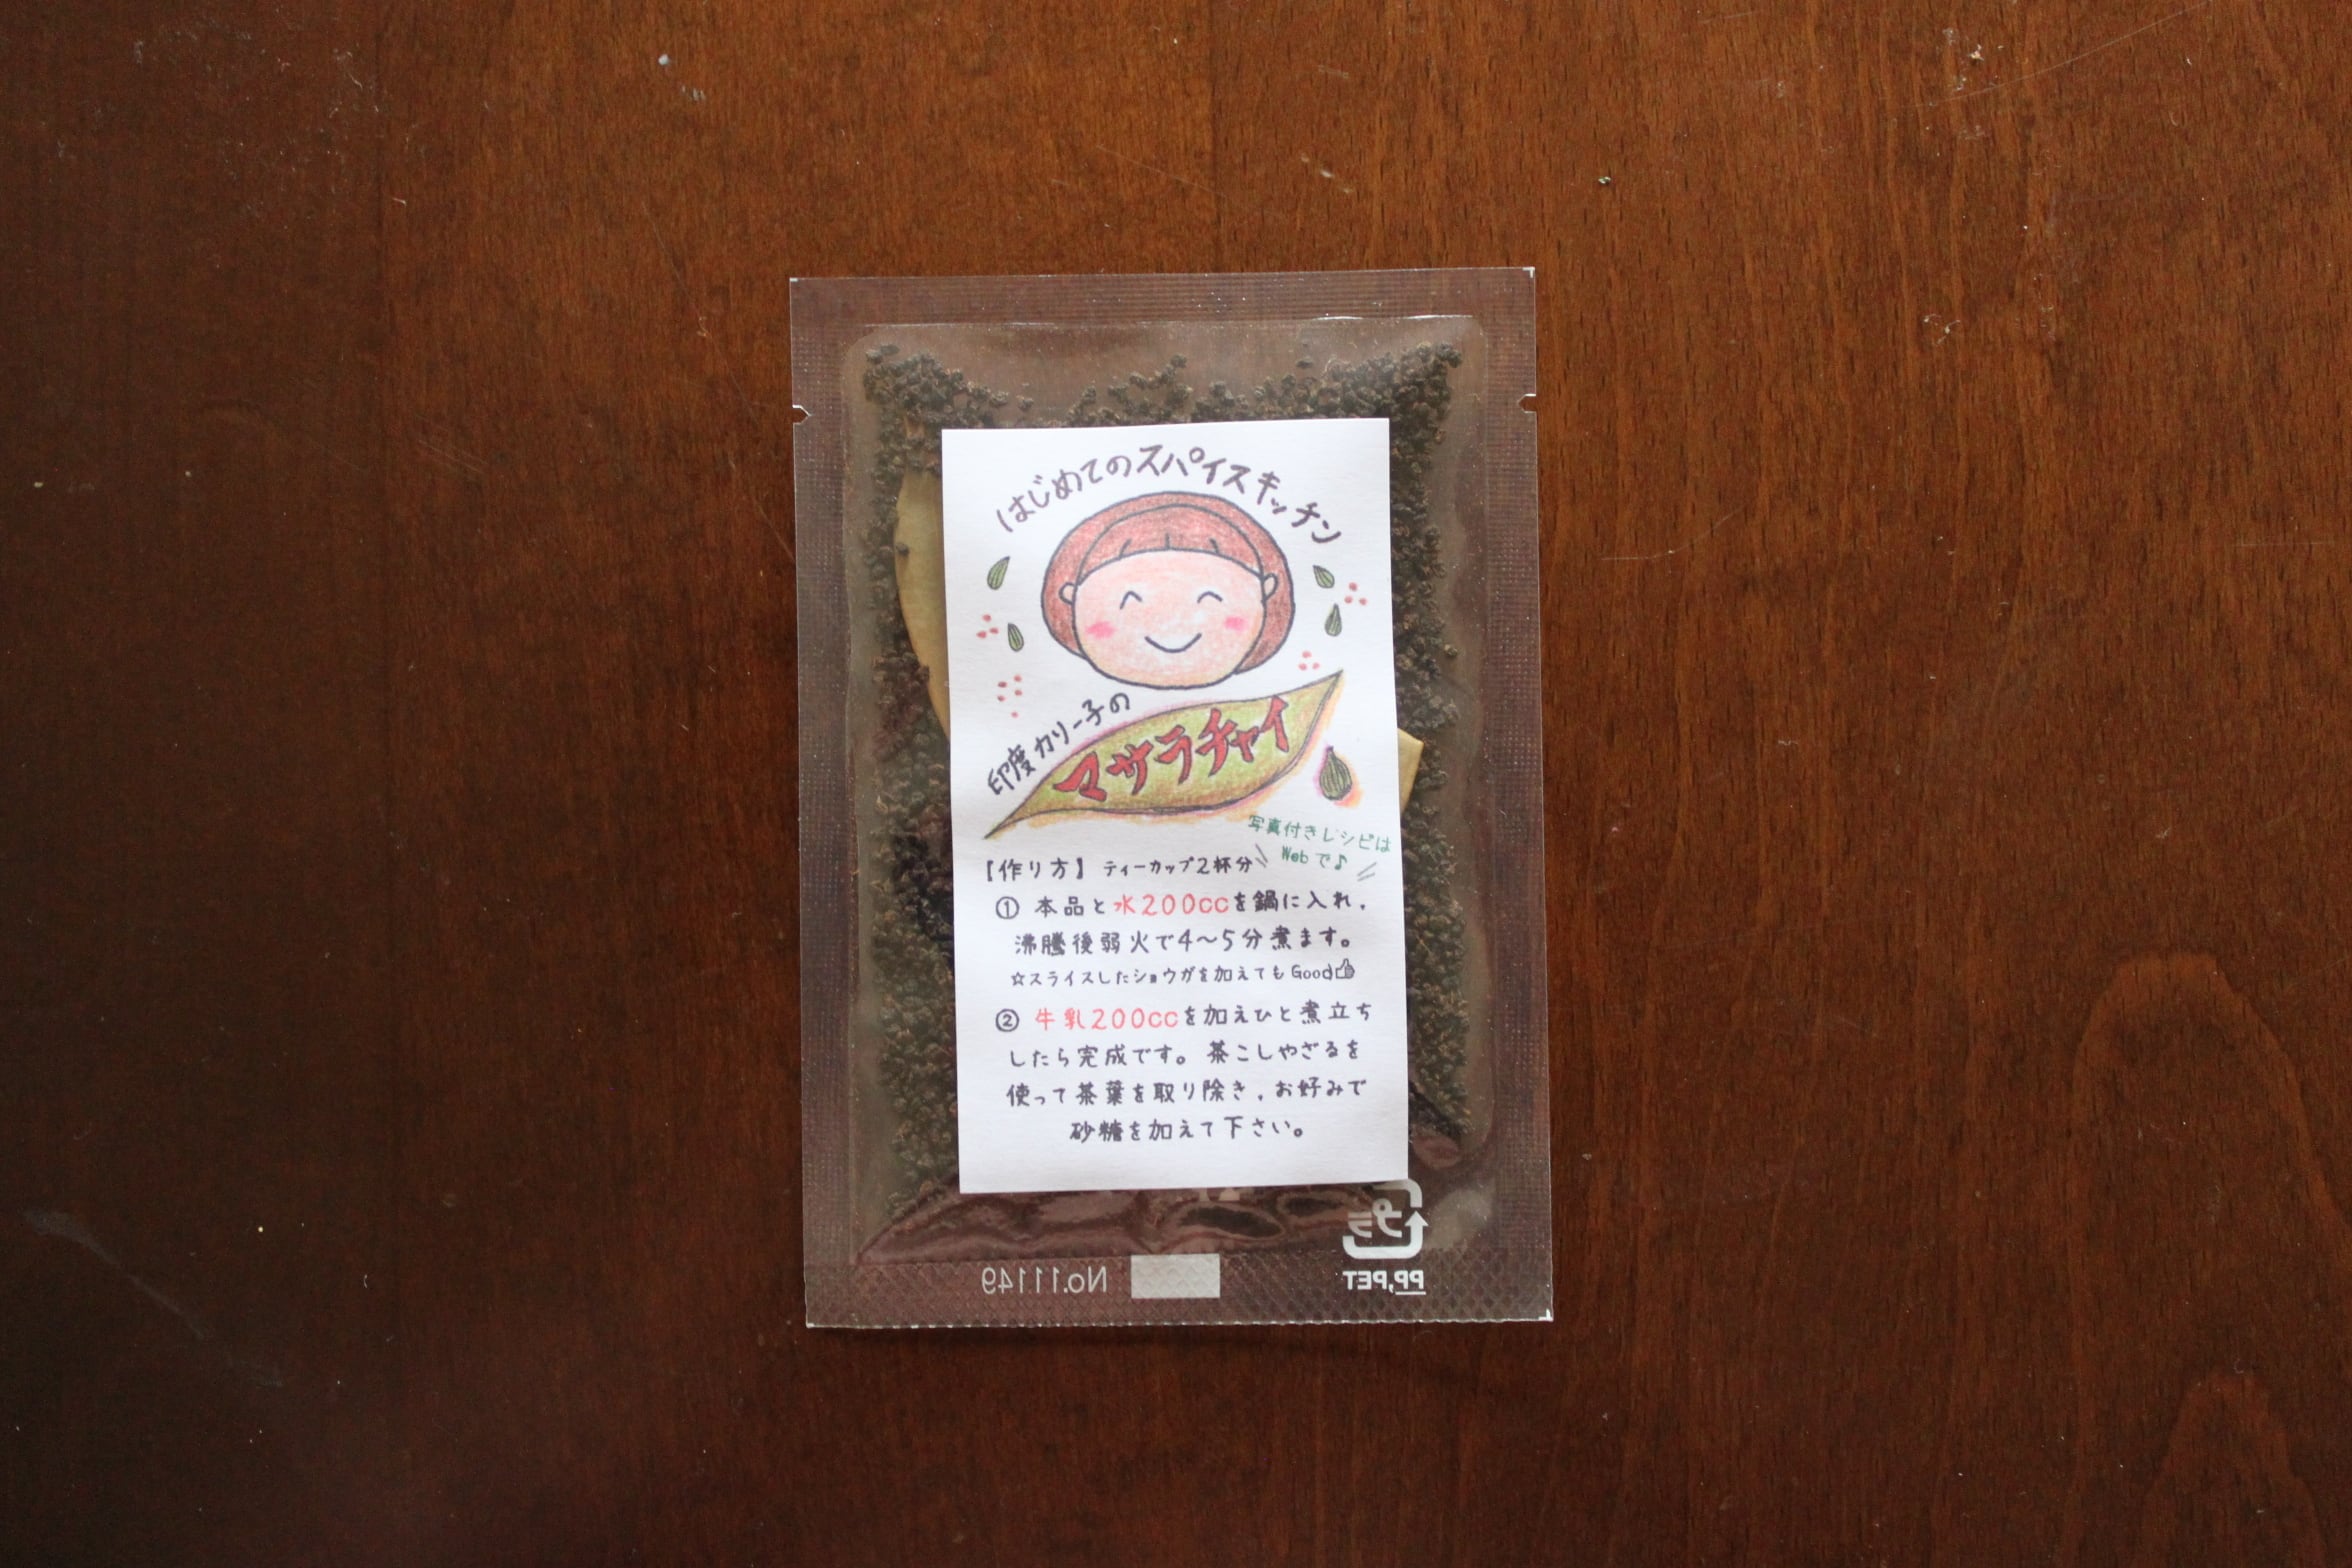 はじめてのスパイスキッチン
印度カリー子の
マサラチャイ
写真付きレシピは
Webで♪
【作り方】 ティーカップ2杯分
① 本品と水200ccを鍋に入れ、
沸騰後弱火で4〜5分煮ます。
☆スライスしたショウガを加えてもGood👍
② 牛乳200ccを加えひと煮立ち
したら完成です。茶こしやざるを
使って茶葉を取り除き、お好みで
砂糖を加えて下さい。
プラ
No.11149
PP,PET